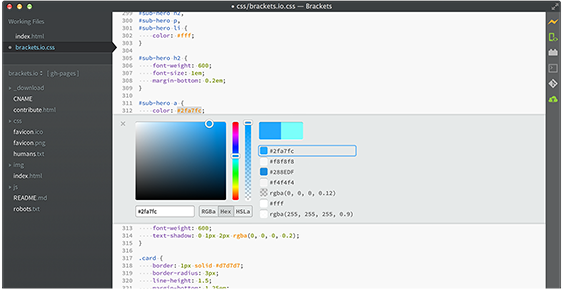 • css/brackets.io.css — Brackets
Working Files
index.html
• brackets.io.css
brackets.io | gh-pages
_download
CNAME
contribute.html
css
favicon.ico
favicon.png
humans.txt
img
index.html
js
README.md
robots.txt
299 #sub-hero h2,
300 #sub-hero p,
301 #sub-hero li {
302 color: #fff;
303 }
304
305 #sub-hero h2 {
306 font-weight: 600;
307 font-size: 1em;
308 margin-bottom: 0.2em;
309 }
310
311 #sub-hero a {
312 color: #2fa7fc;
#2fa7fc
#f8f8f8
#288EDF
#f4f4f4
rgba(0, 0, 0, 0.12)
#fff
rgba(255, 255, 255, 0.9)
#2fa7fc
RGBa Hex HSLa
313 font-weight: 600;
314 text-shadow: 0 1px 2px rgba(0, 0, 0, 0.2);
315 }
316
317 .card {
318 border: 1px solid #d7d7d7;
319 border-radius: 3px;
320 line-height: 1.5;
321 margin-bottom: 1.25em;